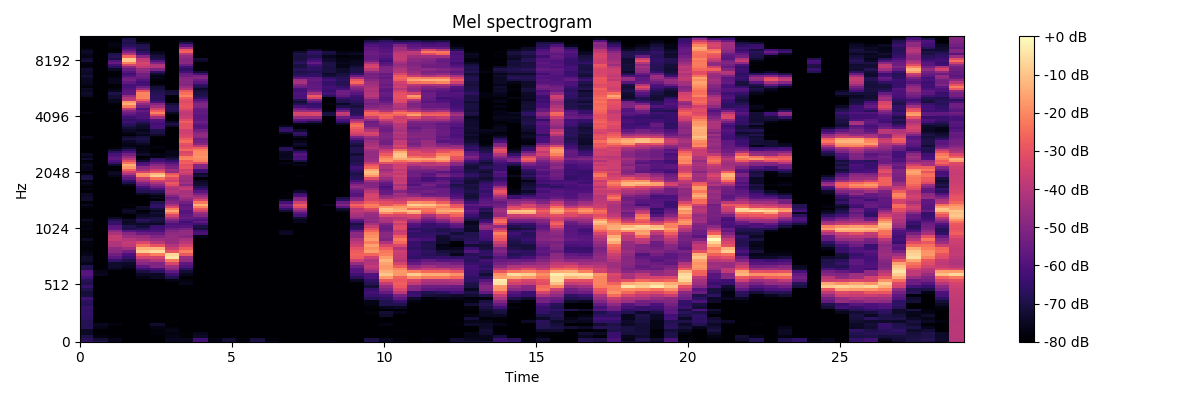 Mel spectrogram
8192
4096
2048
1024
512
0
Hz
0 5 10 15 20 25
Time
+0 dB
-10 dB
-20 dB
-30 dB
-40 dB
-50 dB
-60 dB
-70 dB
-80 dB